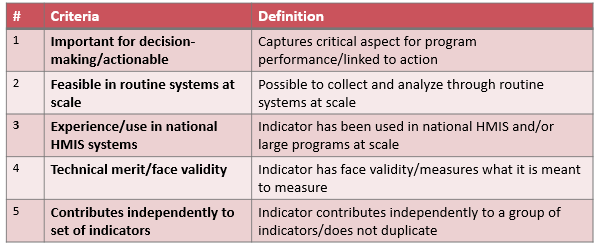 # Criteria Definition
1 Important for decision- Captures critical aspect for program
making/actionable performance/linked to action
2 Feasible in routine systems at Possible to collect and analyze through routine
scale systems at scale
3 Experience/use in national Indicator has been used in national HMIS and/or
HMIS systems large programs at scale
4 Technical merit/face validity Indicator has face validity/measures what it is meant
to measure
5 Contributes independently to Indicator contributes independently to a group of
set of indicators indicators/does not duplicate